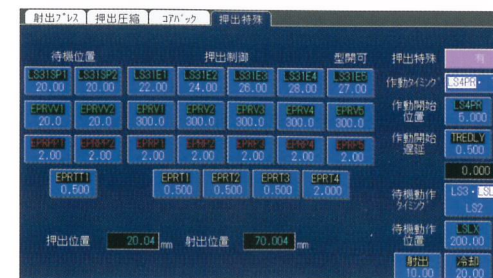 射出プレス 押出圧縮 コアバック 押出特殊
待機位置 押出制御 型開可 押出特殊 有
LS31SP1 LS31SP2 LS31E1 LS31E2 LS31E3 LS31E4 LS31E5 作動タイミング LS4PR・
20.00 20.00 22.00 24.00 26.00 28.00 27.00
EPRVV1 EPRVV2 EPRV1 EPRV2 EPRV3 EPRV4 EPRV5 作動開始位置 LS4PR
20.0 20.0 300.0 300.0 300.0 300.0 300.0 5.000
作動開始遅延 TREDLY
2.00 2.00 2.00 2.00 2.00 2.00 2.00 0.500
EPRTT1 EPRT1 EPRT2 EPRT3 EPRT4 0.000
0.500 0.500 0.500 0.500 2.000
待機動作タイミング LS3・
LS2
押出位置 20.04 mm 射出位置 70.004 mm 待機動作位置 LSLX
200.00
射出 冷却
10.00 20.00